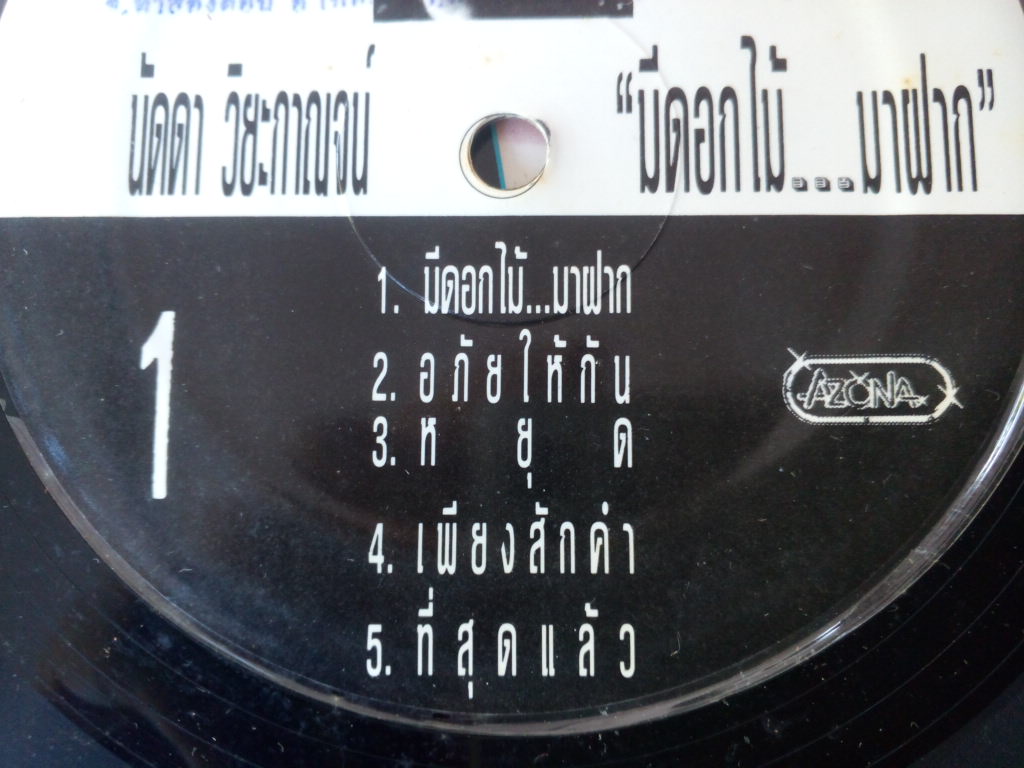 นัดดา วิยะกาญจน์
“มีดอกไม้...มาฝาก”
1
1. มีดอกไม้...มาฝาก
2. อภัยให้กัน
3. หยุด
4. เพียงสักคำ
5. ที่สุดแล้ว
AZONA